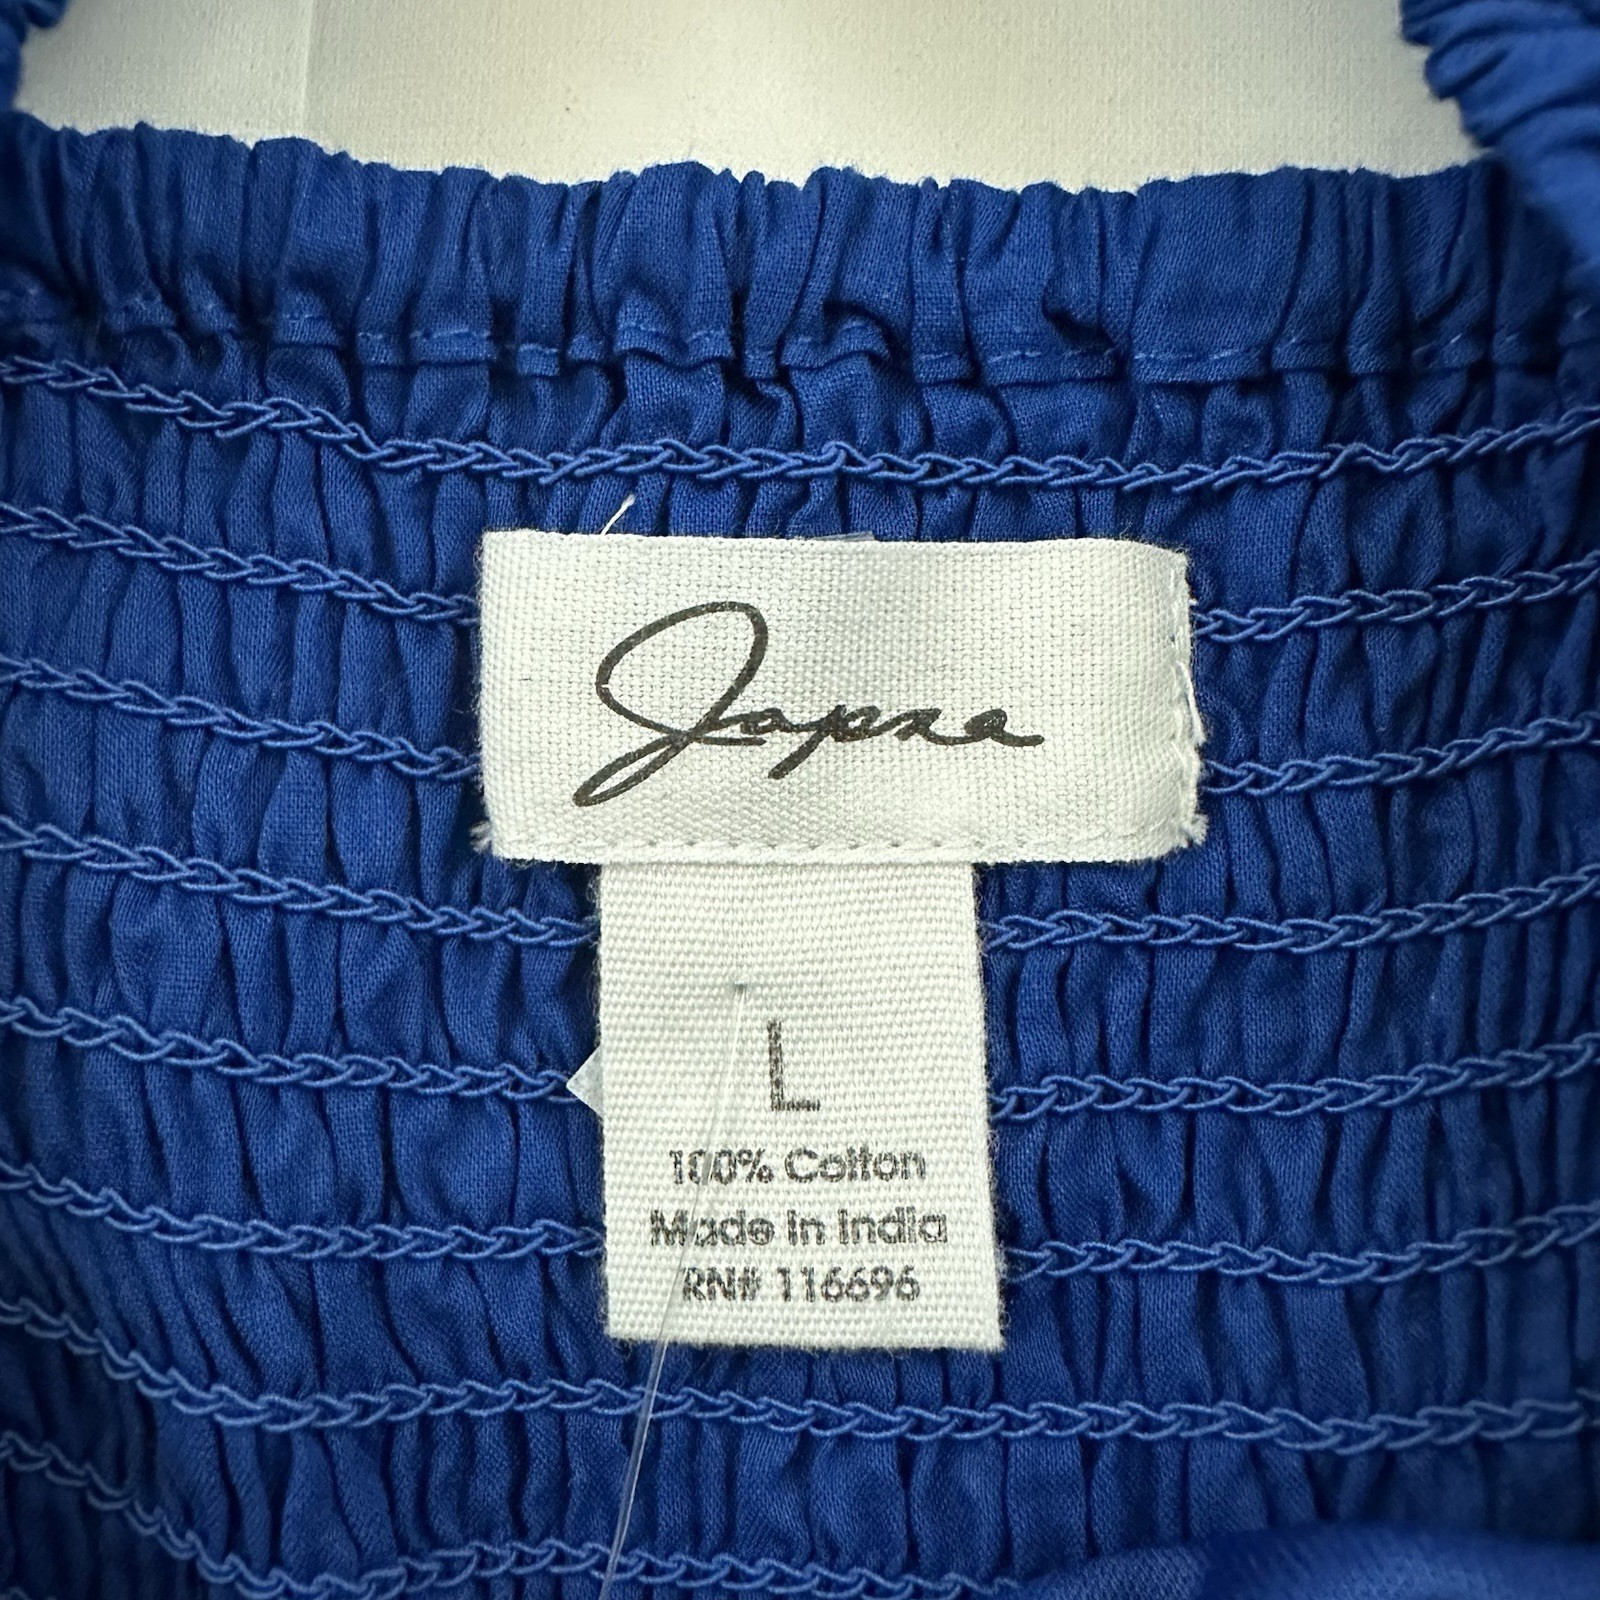 Japna
L
100% Cotton
Made in India
RN# 116696